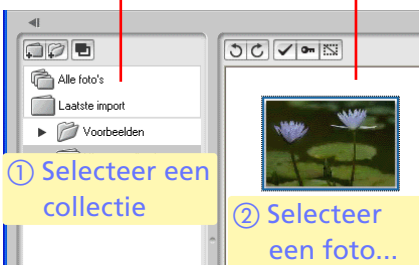 Alle foto's
Laatste import
Voorbeelden
① Selecteer een
collectie
② Selecteer
een foto...